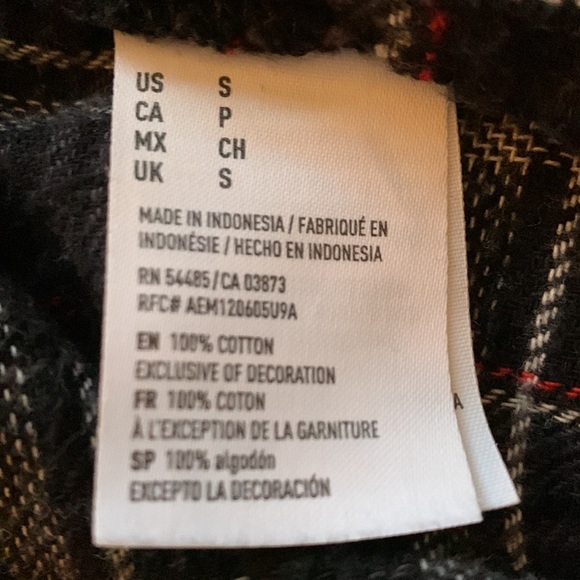 US S
CA P
MX CH
UK S
MADE IN INDONESIA / FABRIQUÉ EN
INDONÉSIE / HECHO EN INDONESIA
RN 54485 / CA 03873
RFC# AEM120605U9A
EN 100% COTTON
EXCLUSIVE OF DECORATION
FR 100% COTON
À L'EXCEPTION DE LA GARNITURE
SP 100% algodón
EXCEPTO LA DECORACIÓN
A